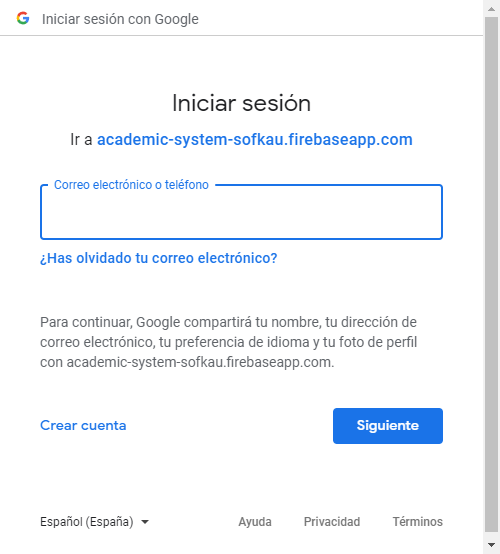 Iniciar sesión con Google
Iniciar sesión
Ir a academic-system-sofkau.firebaseapp.com
Correo electrónico o teléfono
¿Has olvidado tu correo electrónico?
Para continuar, Google compartirá tu nombre, tu dirección de
correo electrónico, tu preferencia de idioma y tu foto de perfil
con academic-system-sofkau.firebaseapp.com.
Crear cuenta
Siguiente
Español (España)
Ayuda
Privacidad
Términos